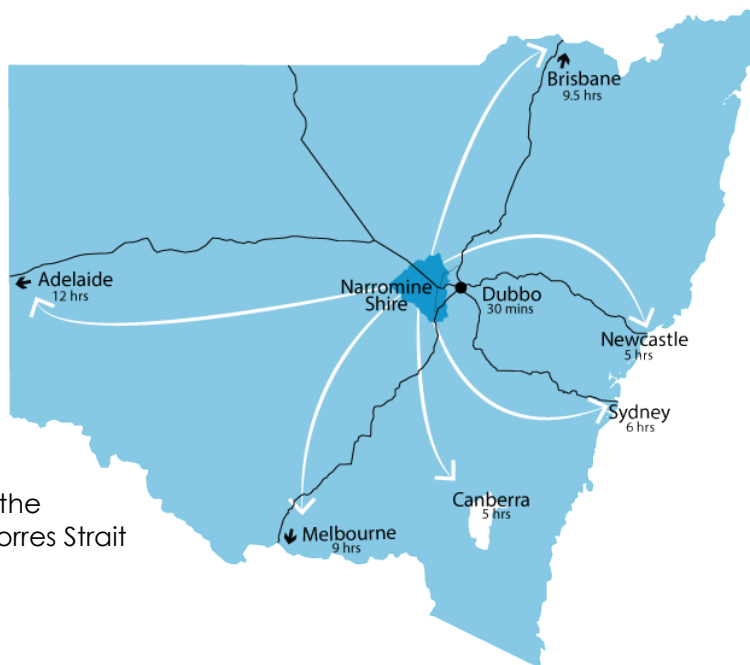 Brisbane
9.5 hrs
Adelaide
12 hrs
Narromine
Shire
Dubbo
30 mins
Newcastle
5 hrs
Sydney
6 hrs
Canberra
5 hrs
the
orres Strait
Melbourne
9 hrs